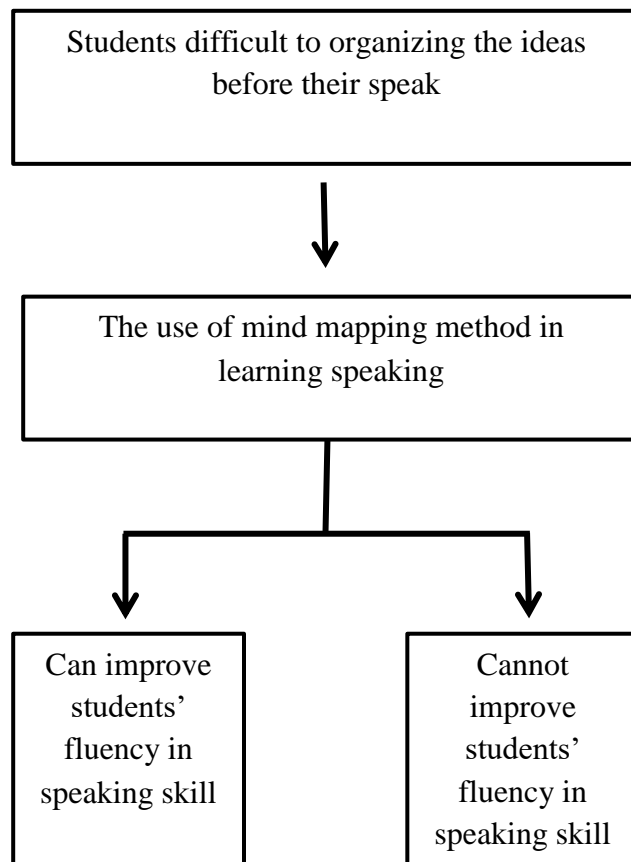 Students difficult to organizing the ideas
before their speak
The use of mind mapping method in
learning speaking
Can improve
students’
fluency in
speaking skill
Cannot
improve
students’
fluency in
speaking skill